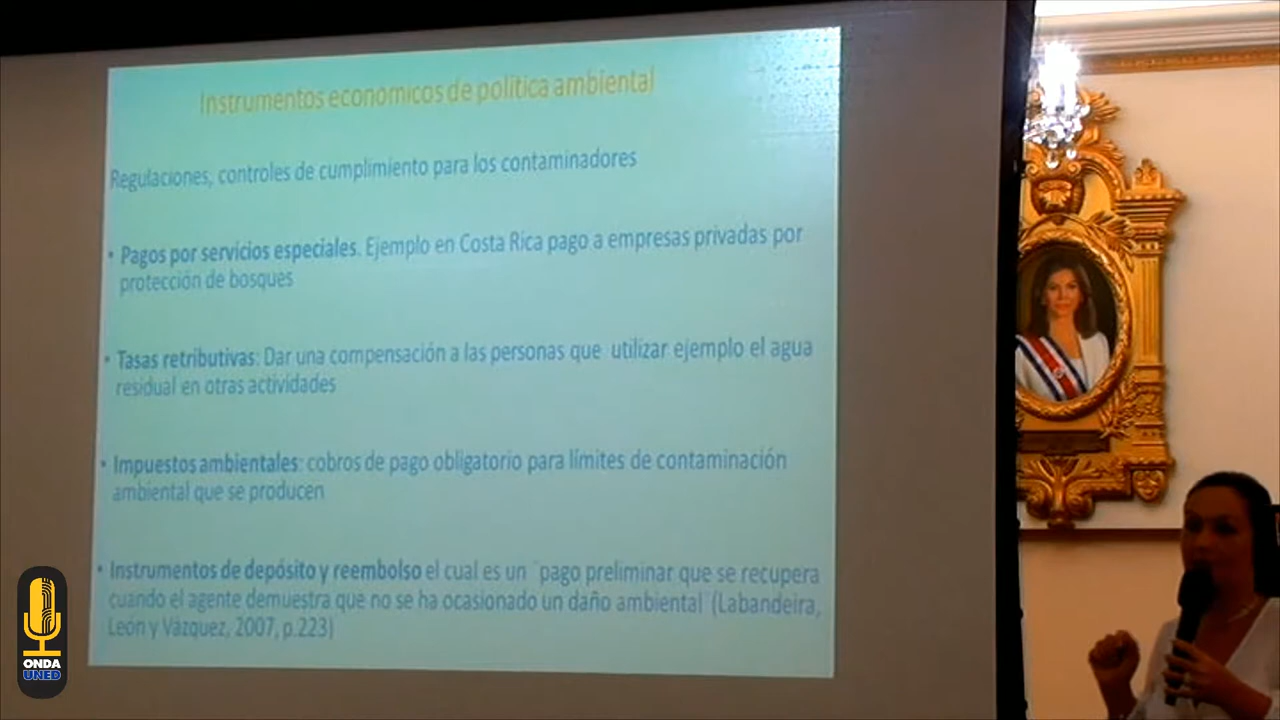 Instrumentos económicos de política ambiental
Regulaciones, controles de cumplimiento para los contaminadores
• Pagos por servicios especiales. Ejemplo en Costa Rica pago a empresas privadas por
protección de bosques
• Tasas retributivas: Dar una compensación a las personas que utilizar ejemplo el agua
residual en otras actividades
• Impuestos ambientales: cobros de pago obligatorio para límites de contaminación
ambiental que se producen
• Instrumentos de depósito y reembolso el cual es un ¨pago preliminar que se recupera
cuando el agente demuestra que no se ha ocasionado un daño ambiental¨(Labandeira,
León y Vázquez, 2007, p.223)
ONDA
UNED